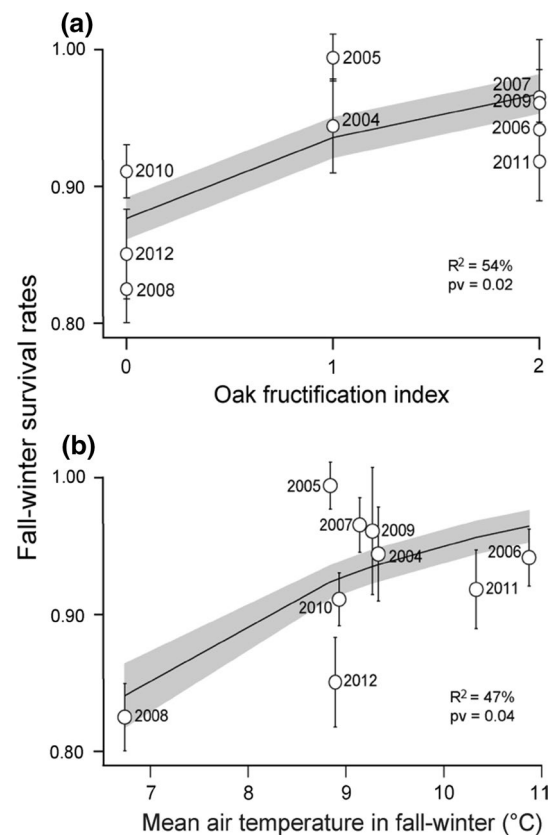 (a)
1.00
2005
2007
2009
2004
2006
0.90
2010
2011
2012
R² = 54%
2008
pv = 0.02
0.80
0 1 2
Oak fructification index
Fall-winter survival rates
(b)
1.00
2005
2007
2009
2004
2006
2010
2011
0.90
2012
R² = 47%
2008
pv = 0.04
0.80
7 8 9 10 11
Mean air temperature in fall-winter (°C)